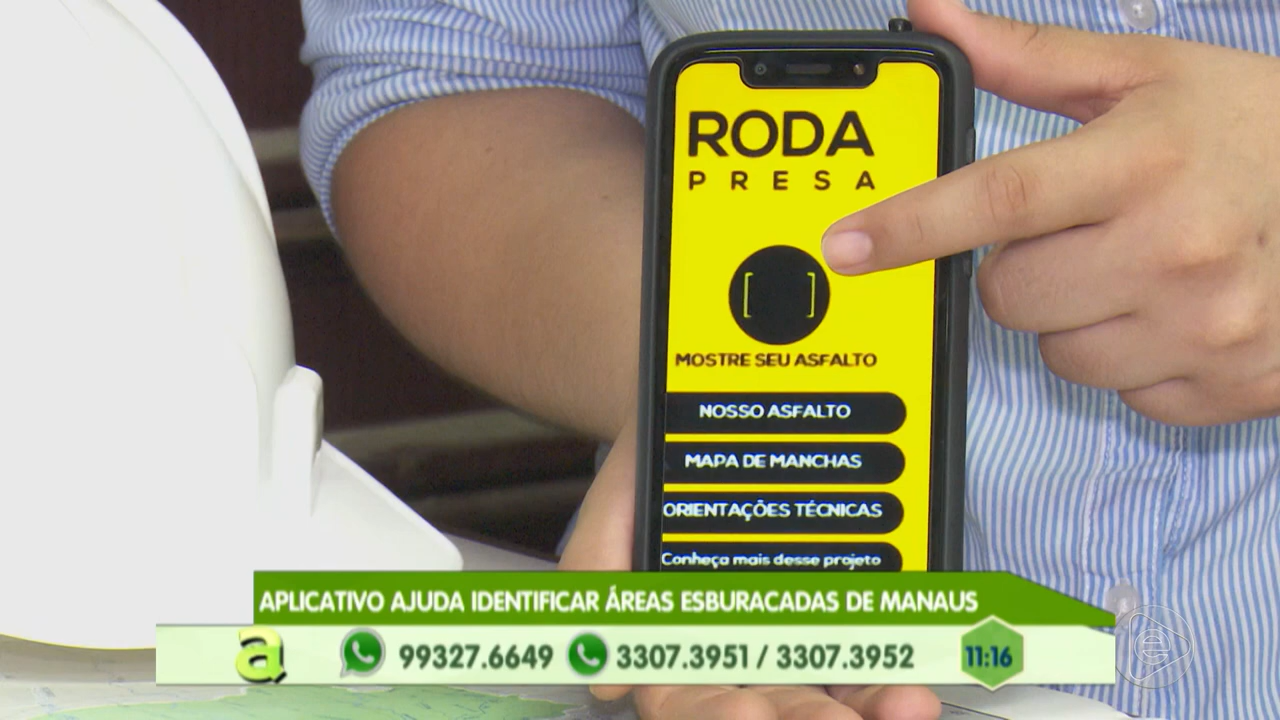 RODA
PRESA
[ ]
MOSTRE SEU ASFALTO
NOSSO ASFALTO
MAPA DE MANCHAS
ORIENTAÇÕES TÉCNICAS
Conheça mais desse projeto
APLICATIVO AJUDA IDENTIFICAR ÁREAS ESBURACADAS DE MANAUS
a 99327.6649 3307.3951 / 3307.3952 11:16
e